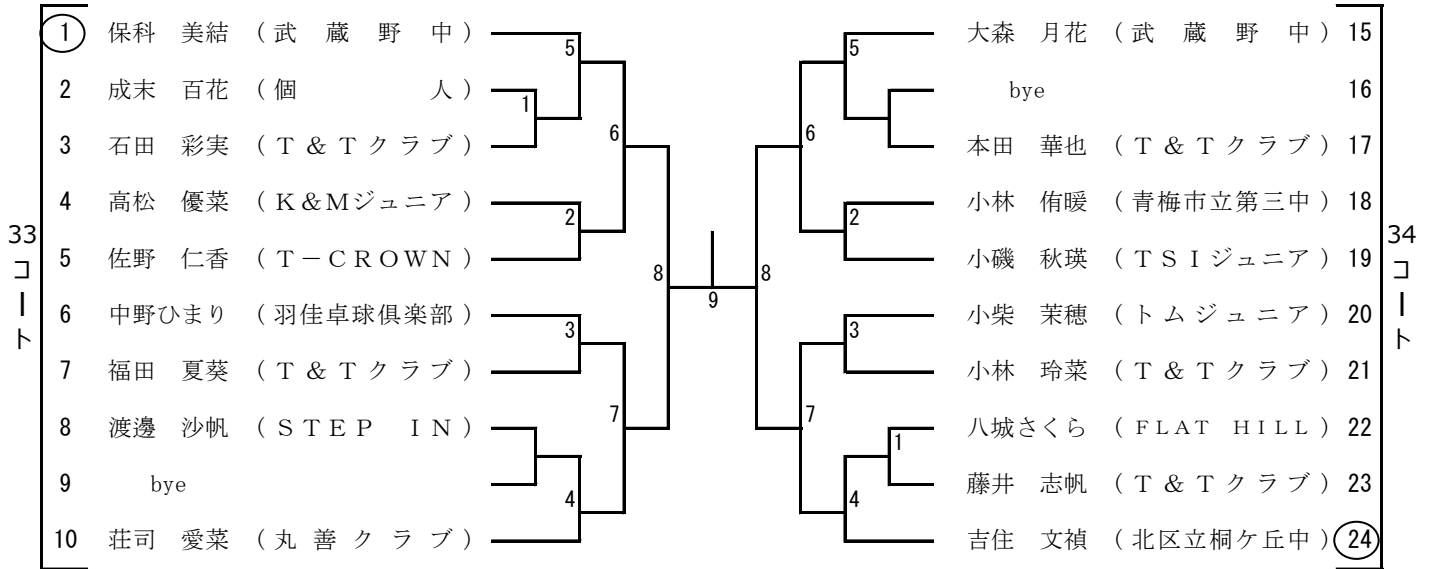 1 保科 美結 (武 蔵 野 中)
2 成末 百花 (個 人)
3 石田 彩実 (T&Tクラブ)
4 高松 優菜 (K&Mジュニア)
5 佐野 仁香 (T-CROWN)
6 中野ひまり (羽佳卓球倶楽部)
7 福田 夏葵 (T&Tクラブ)
8 渡邊 沙帆 (STEP IN)
9 bye
10 荘司 愛菜 (丸 善 ク ラ ブ)
33コート
5
1
6
2
8
3
7
4
9
大森 月花 (武 蔵 野 中) 15
bye 16
本田 華也 (T&Tクラブ) 17
小林 侑暖 (青梅市立第三中) 18
小磯 秋瑛 (TSIジュニア) 19
小柴 茉穂 (トムジュニア) 20
小林 玲菜 (T&Tクラブ) 21
八城さくら (FLAT HILL) 22
藤井 志帆 (T&Tクラブ) 23
吉住 文禎 (北区立桐ケ丘中) 24
34コート
5
6
2
8
3
7
1
4